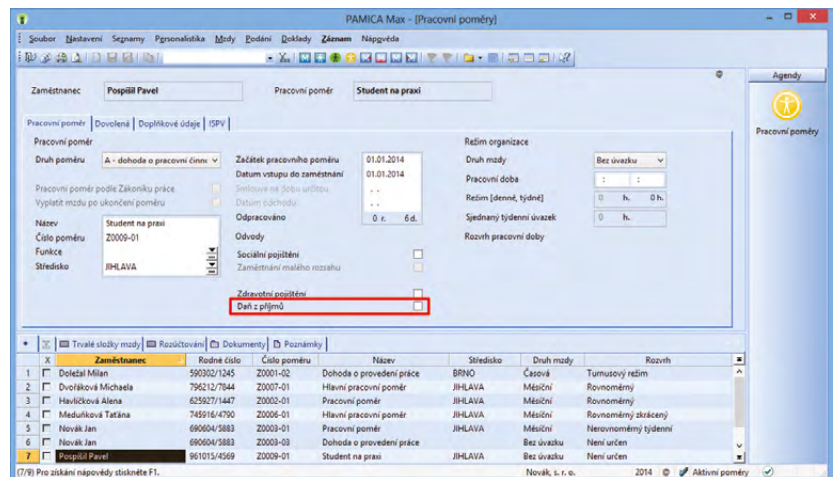 PAMICA Max - [Pracovní poměry]
Soubor Nastavení Seznamy Personalistika Mzdy Podání Doklady Záznam Nápověda
Agendy
Pracovní poměry
Zaměstnanec Pospíšil Pavel Pracovní poměr Student na praxi
Pracovní poměr Dovolená Doplňkové údaje ISPV
Pracovní poměr Režim organizace
Druh poměru A - dohoda o pracovní činn Začátek pracovního poměru 01.01.2014 Druh mzdy Bez úvazku
Datum vstupu do zaměstnání 01.01.2014 Pracovní doba : :
Pracovní poměr podle Zákoníku práce Smlouva na dobu určitou . . Režim [denně, týdně] 0 h. 0 h.
Vyplatit mzdu po ukončení poměru Datum odchodu . .
Odpracováno 0 r. 6 d. Sjednaný týdenní úvazek 0 h.
Název Student na praxi
Číslo poměru Z0009-01 Odvody Rozvrh pracovní doby
Funkce Sociální pojištění
Středisko JIHLAVA Zaměstnání malého rozsahu
Zdravotní pojištění
Daň z příjmů
* X Trvalé složky mzdy Rozúčtování Dokumenty Poznámky
X Zaměstnanec Rodné číslo Číslo poměru Název Středisko Druh mzdy Rozvrh
1 Doležal Milan 590302/1245 Z0001-02 Dohoda o provedení práce BRNO Časová Turnusový režim
2 Dvořáková Michaela 796212/7844 Z0007-01 Hlavní pracovní poměr JIHLAVA Měsíční Rovnoměrný
3 Havlíčková Alena 625927/1447 Z0002-01 Pracovní poměr JIHLAVA Měsíční Rovnoměrný
4 Meduňková Taťána 745916/4790 Z0006-01 Hlavní pracovní poměr JIHLAVA Měsíční Rovnoměrný zkrácený
5 Novák Jan 690604/5883 Z0003-01 Pracovní poměr JIHLAVA Měsíční Nerovnoměrný týdenní
6 Novák Jan 690604/5883 Z0003-03 Dohoda o provedení práce Bez úvazku Není určen
7 Pospíšil Pavel 961015/4569 Z0009-01 Student na praxi JIHLAVA Bez úvazku Není určen
(7/9) Pro získání nápovědy stiskněte F1. Novák, s. r. o. 2014 @ Aktivní poměry